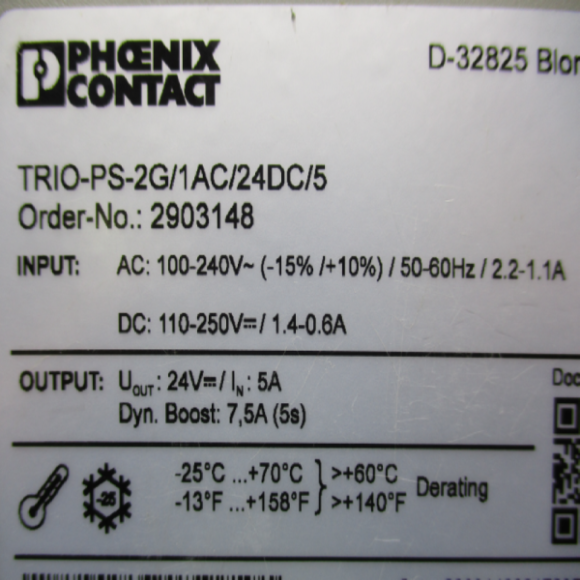 PHŒNIX
CONTACT
D-32825 Blom
TRIO-PS-2G/1AC/24DC/5
Order-No.: 2903148
INPUT: AC: 100-240V~ (-15% /+10%) / 50-60Hz / 2.2-1.1A
DC: 110-250V⎓ / 1.4-0.6A
OUTPUT: UOUT: 24V⎓ / IN: 5A
Doc
Dyn. Boost: 7,5A (5s)
-25
-25°C ...+70°C } >+60°C Derating
-13°F ...+158°F } >+140°F